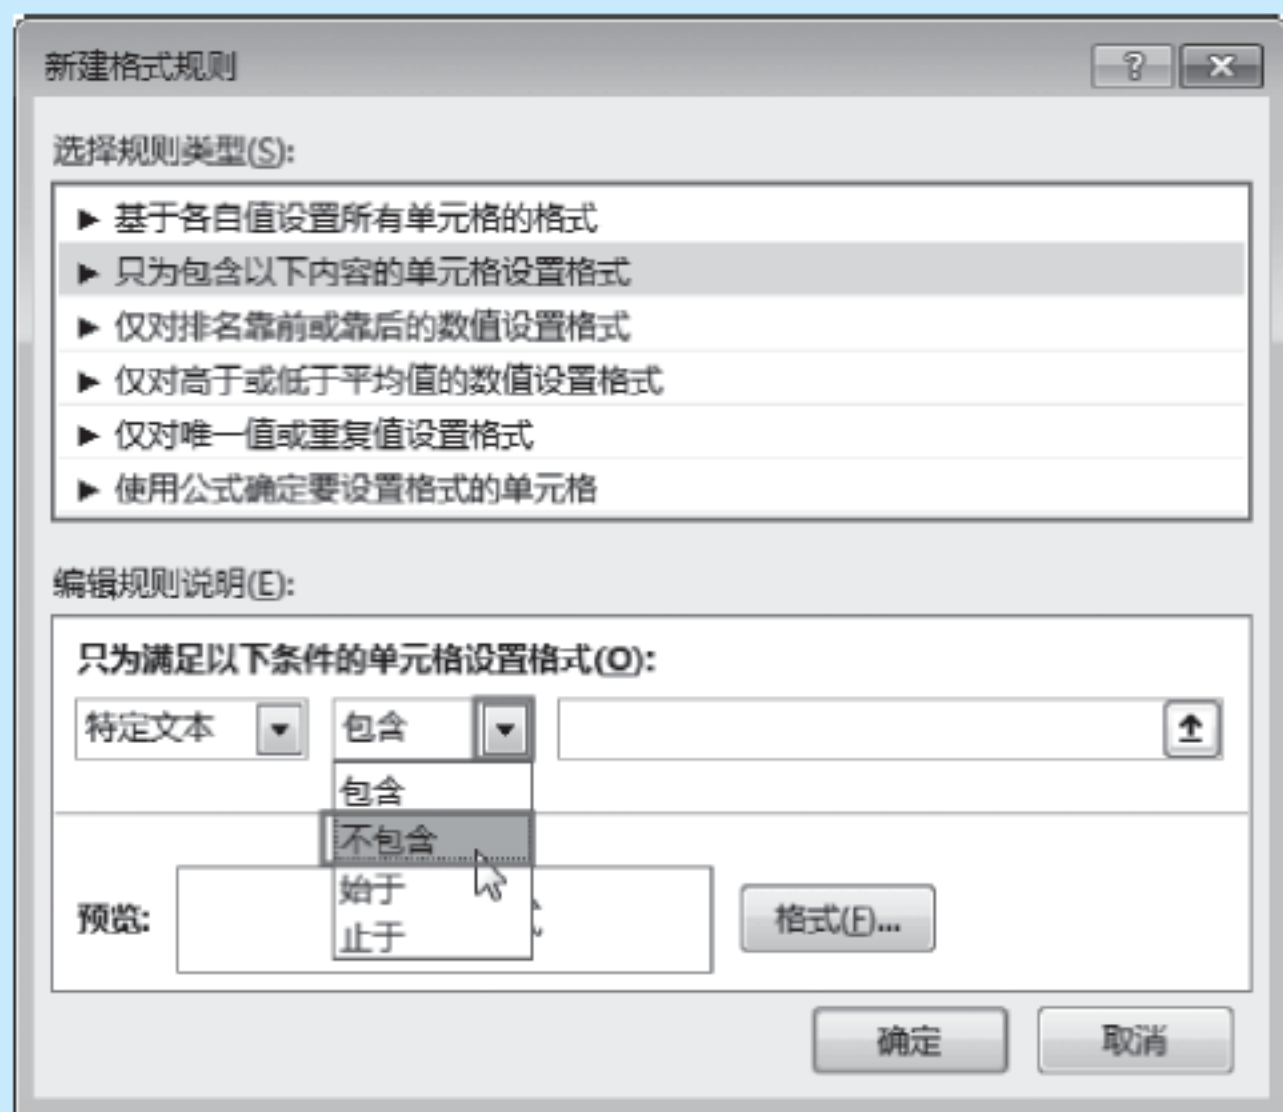 新建格式规则
选择规则类型(S):
► 基于各自值设置所有单元格的格式
► 只为包含以下内容的单元格设置格式
► 仅对排名靠前或靠后的数值设置格式
► 仅对高于或低于平均值的数值设置格式
► 仅对唯一值或重复值设置格式
► 使用公式确定要设置格式的单元格
编辑规则说明(E):
只为满足以下条件的单元格设置格式(O):
特定文本 包含
包含
不包含
始于
止于
预览: 格式(F)...
确定 取消